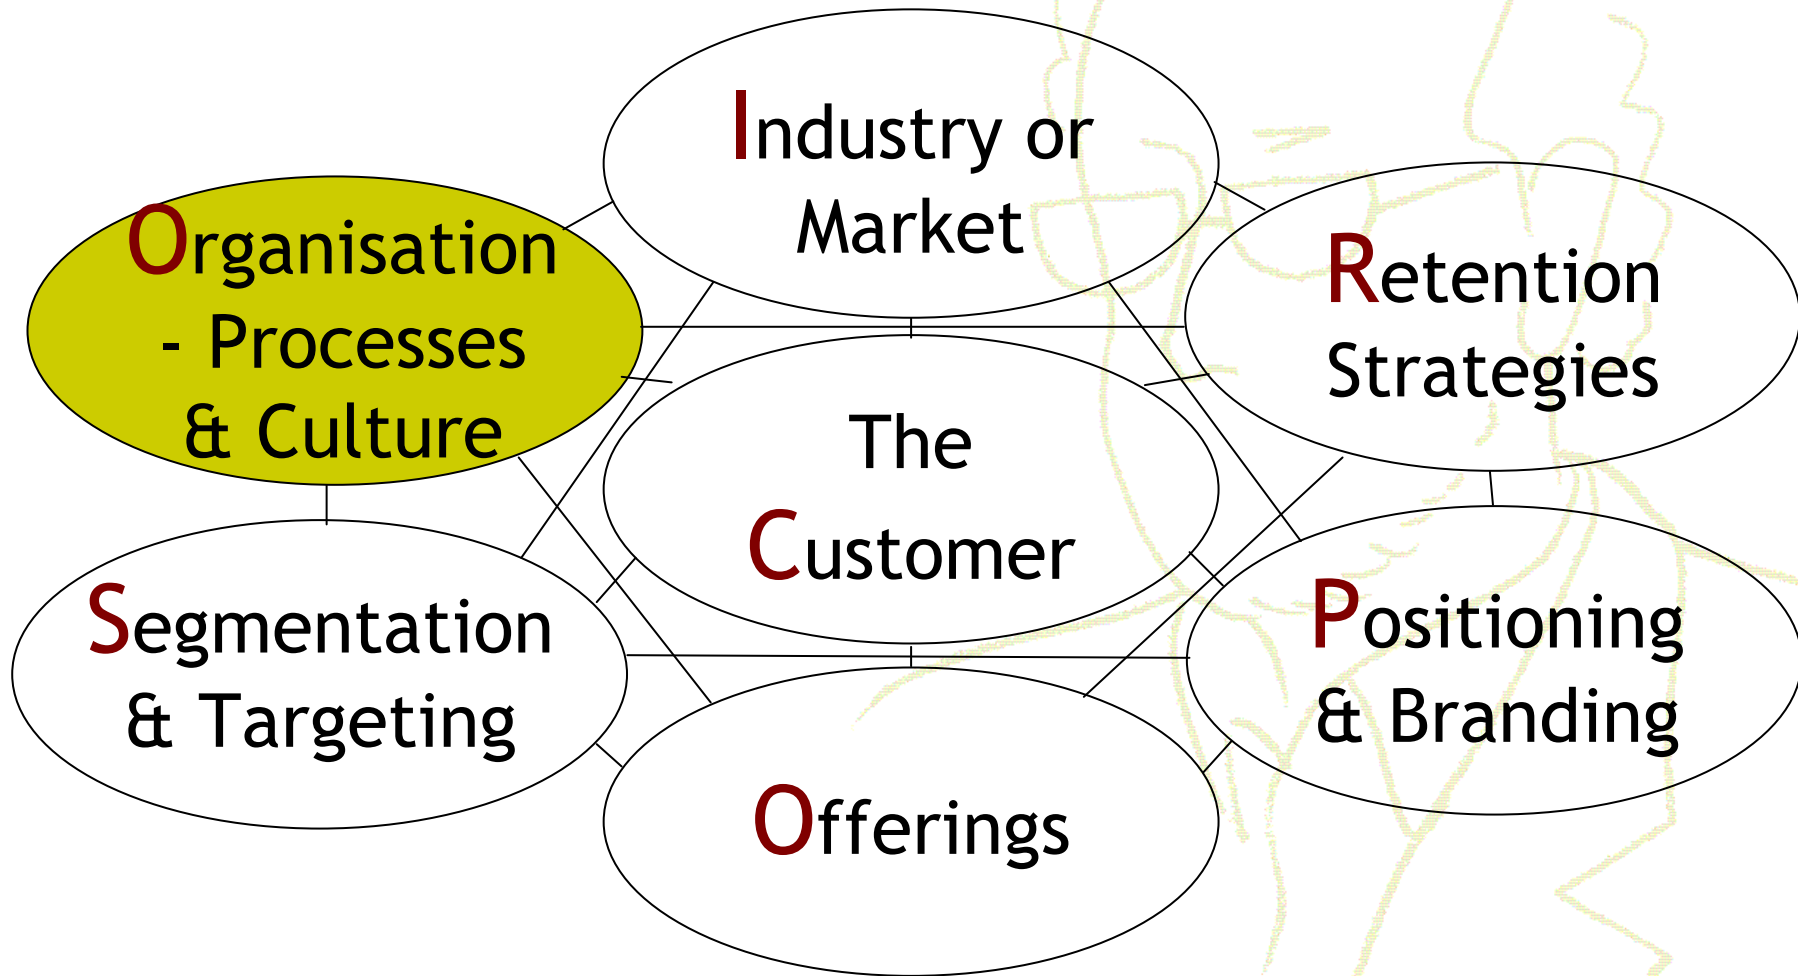 Industry or
Market
Organisation
- Processes
& Culture
Retention
Strategies
The
Customer
Segmentation
& Targeting
Positioning
& Branding
Offerings